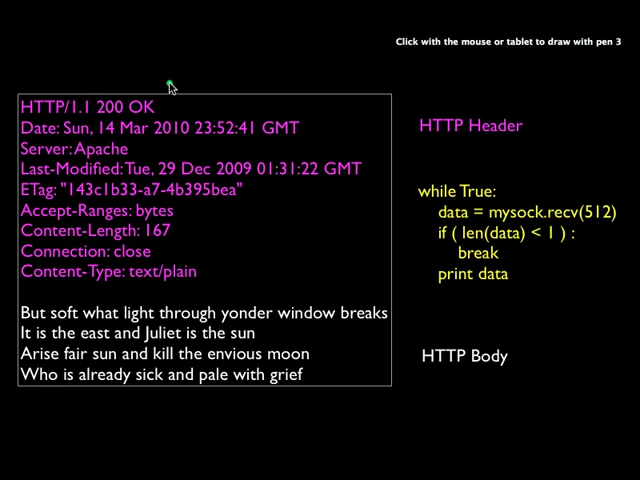 Click with the mouse or tablet to draw with pen 3
HTTP/1.1 200 OK
Date: Sun, 14 Mar 2010 23:52:41 GMT
Server: Apache
Last-Modified: Tue, 29 Dec 2009 01:31:22 GMT
ETag: "143c1b33-a7-4b395bea"
Accept-Ranges: bytes
Content-Length: 167
Connection: close
Content-Type: text/plain
But soft what light through yonder window breaks
It is the east and Juliet is the sun
Arise fair sun and kill the envious moon
Who is already sick and pale with grief
HTTP Header
while True:
data = mysock.recv(512)
if ( len(data) < 1 ) :
break
print data
HTTP Body